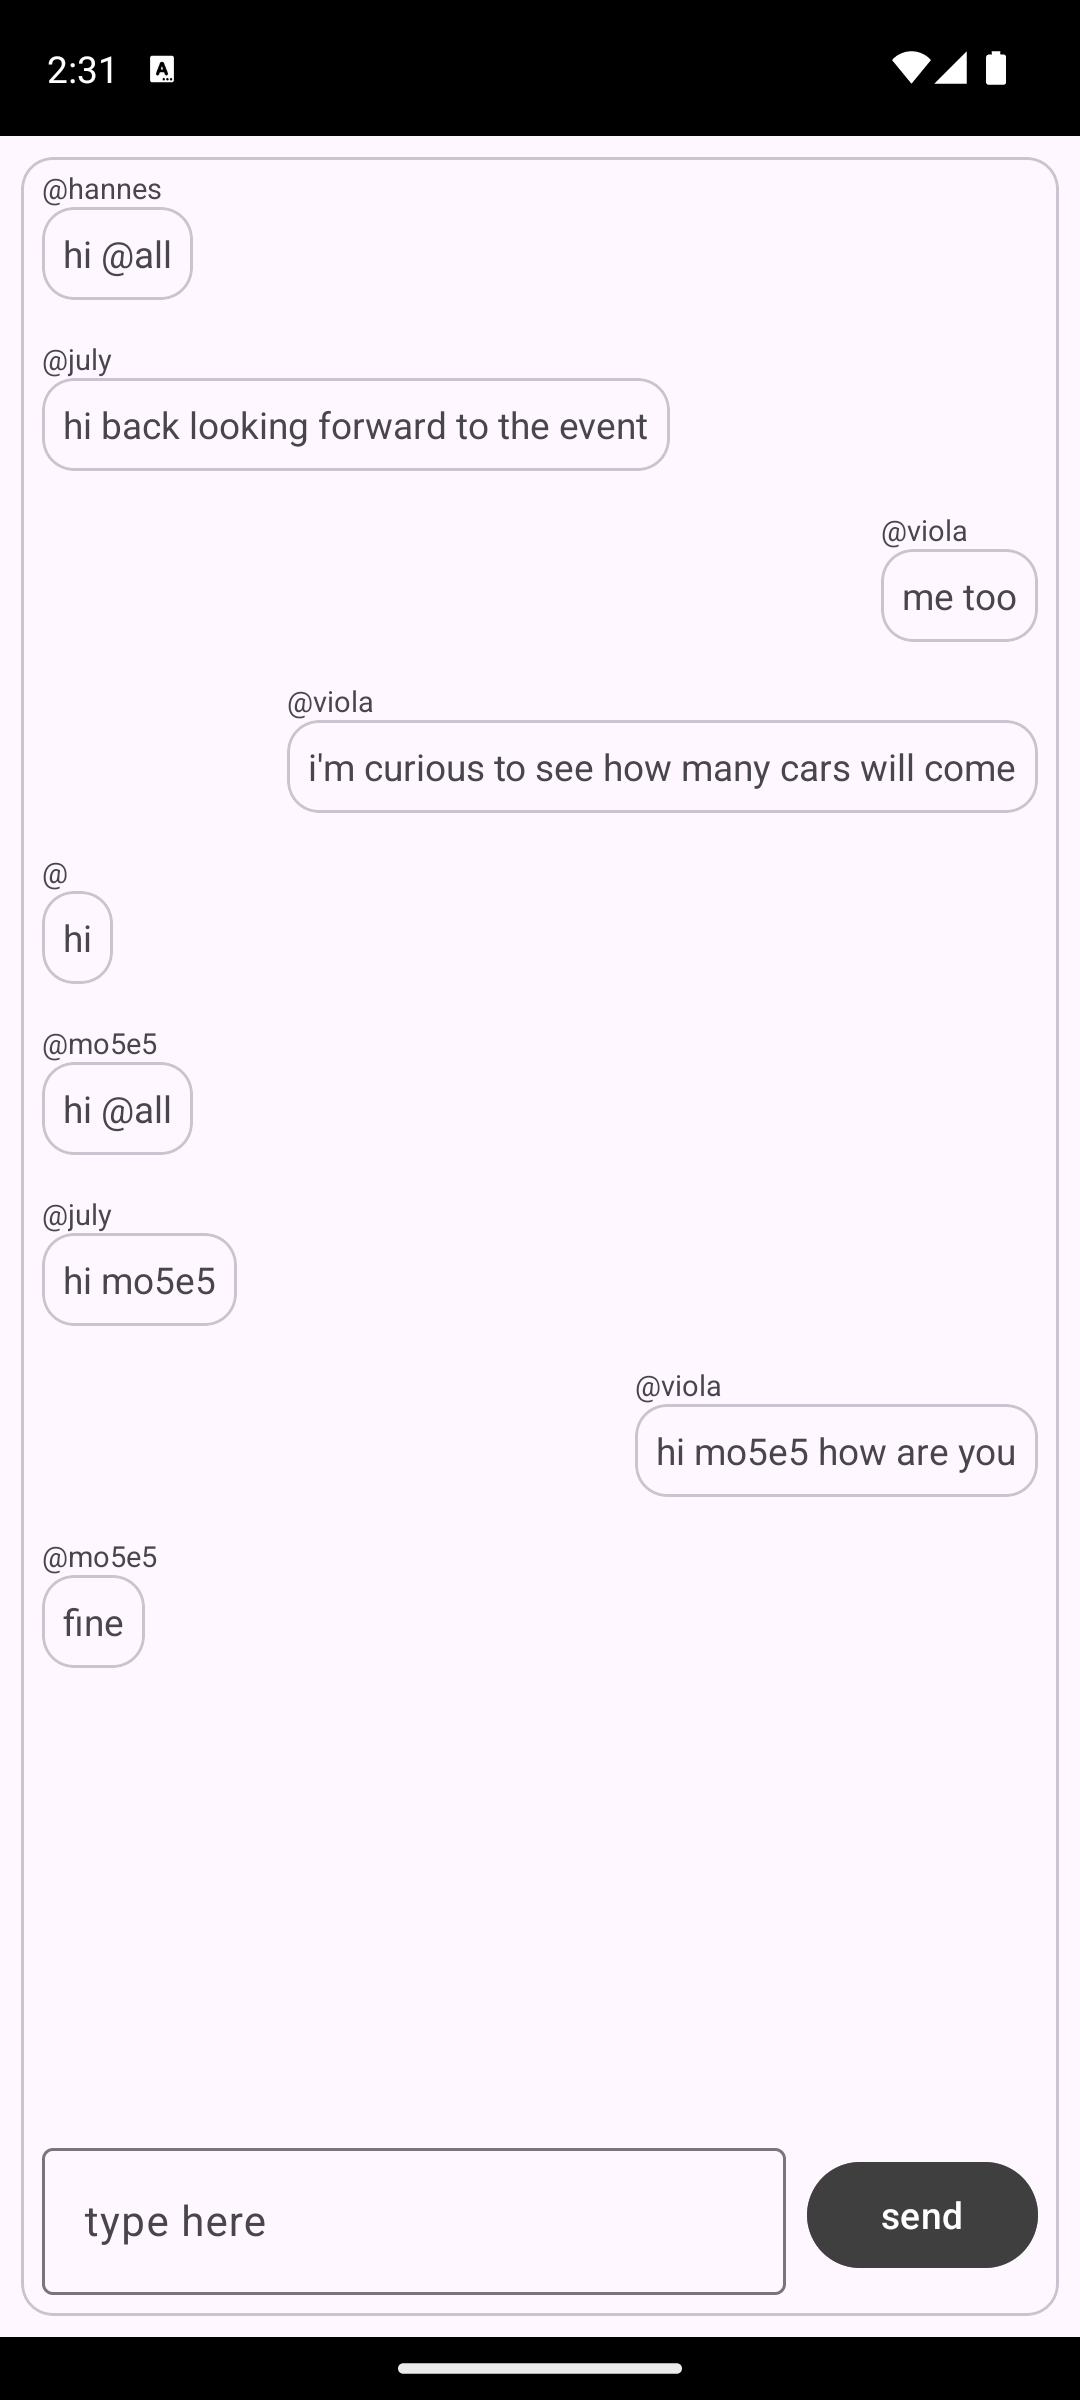 2:31
@hannes
hi @all
@july
hi back looking forward to the event
@viola
me too
@viola
i'm curious to see how many cars will come
@
hi
@mo5e5
hi @all
@july
hi mo5e5
@viola
hi mo5e5 how are you
@mo5e5
fine
type here
send